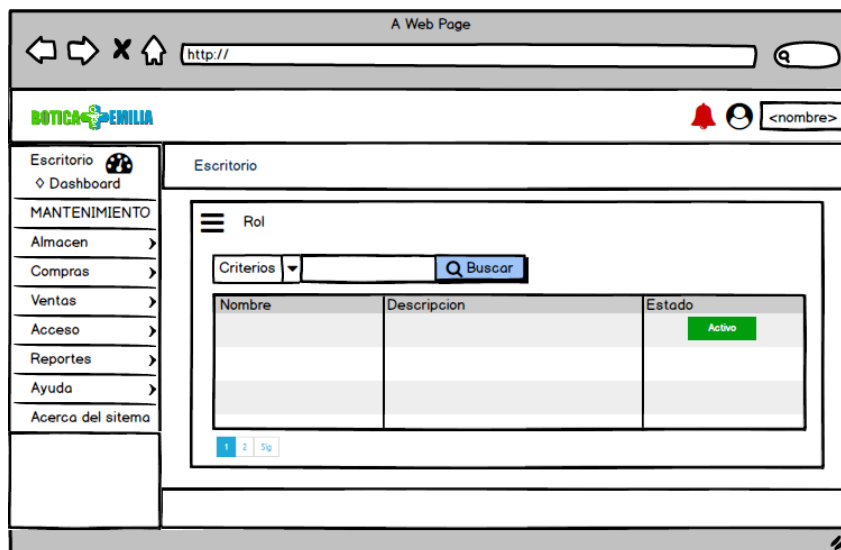 A Web Page
http://
BOTICA EMILIA
<nombre>
Escritorio
◊ Dashboard
MANTENIMIENTO
Almacen
Compras
Ventas
Acceso
Reportes
Ayuda
Acerca del sitema
Escritorio
Rol
Criterios
Buscar
Nombre Descripcion Estado
Activo
1 2 Sig